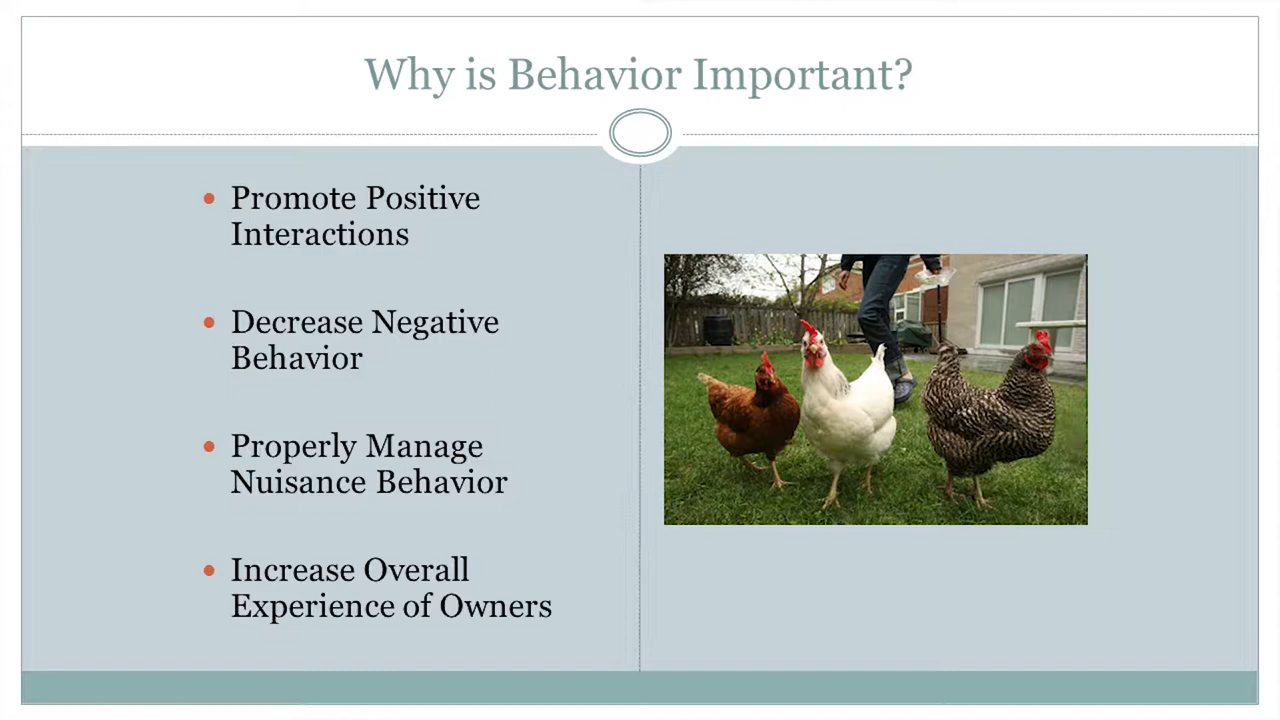 Why is Behavior Important?
• Promote Positive
Interactions
• Decrease Negative
Behavior
• Properly Manage
Nuisance Behavior
• Increase Overall
Experience of Owners